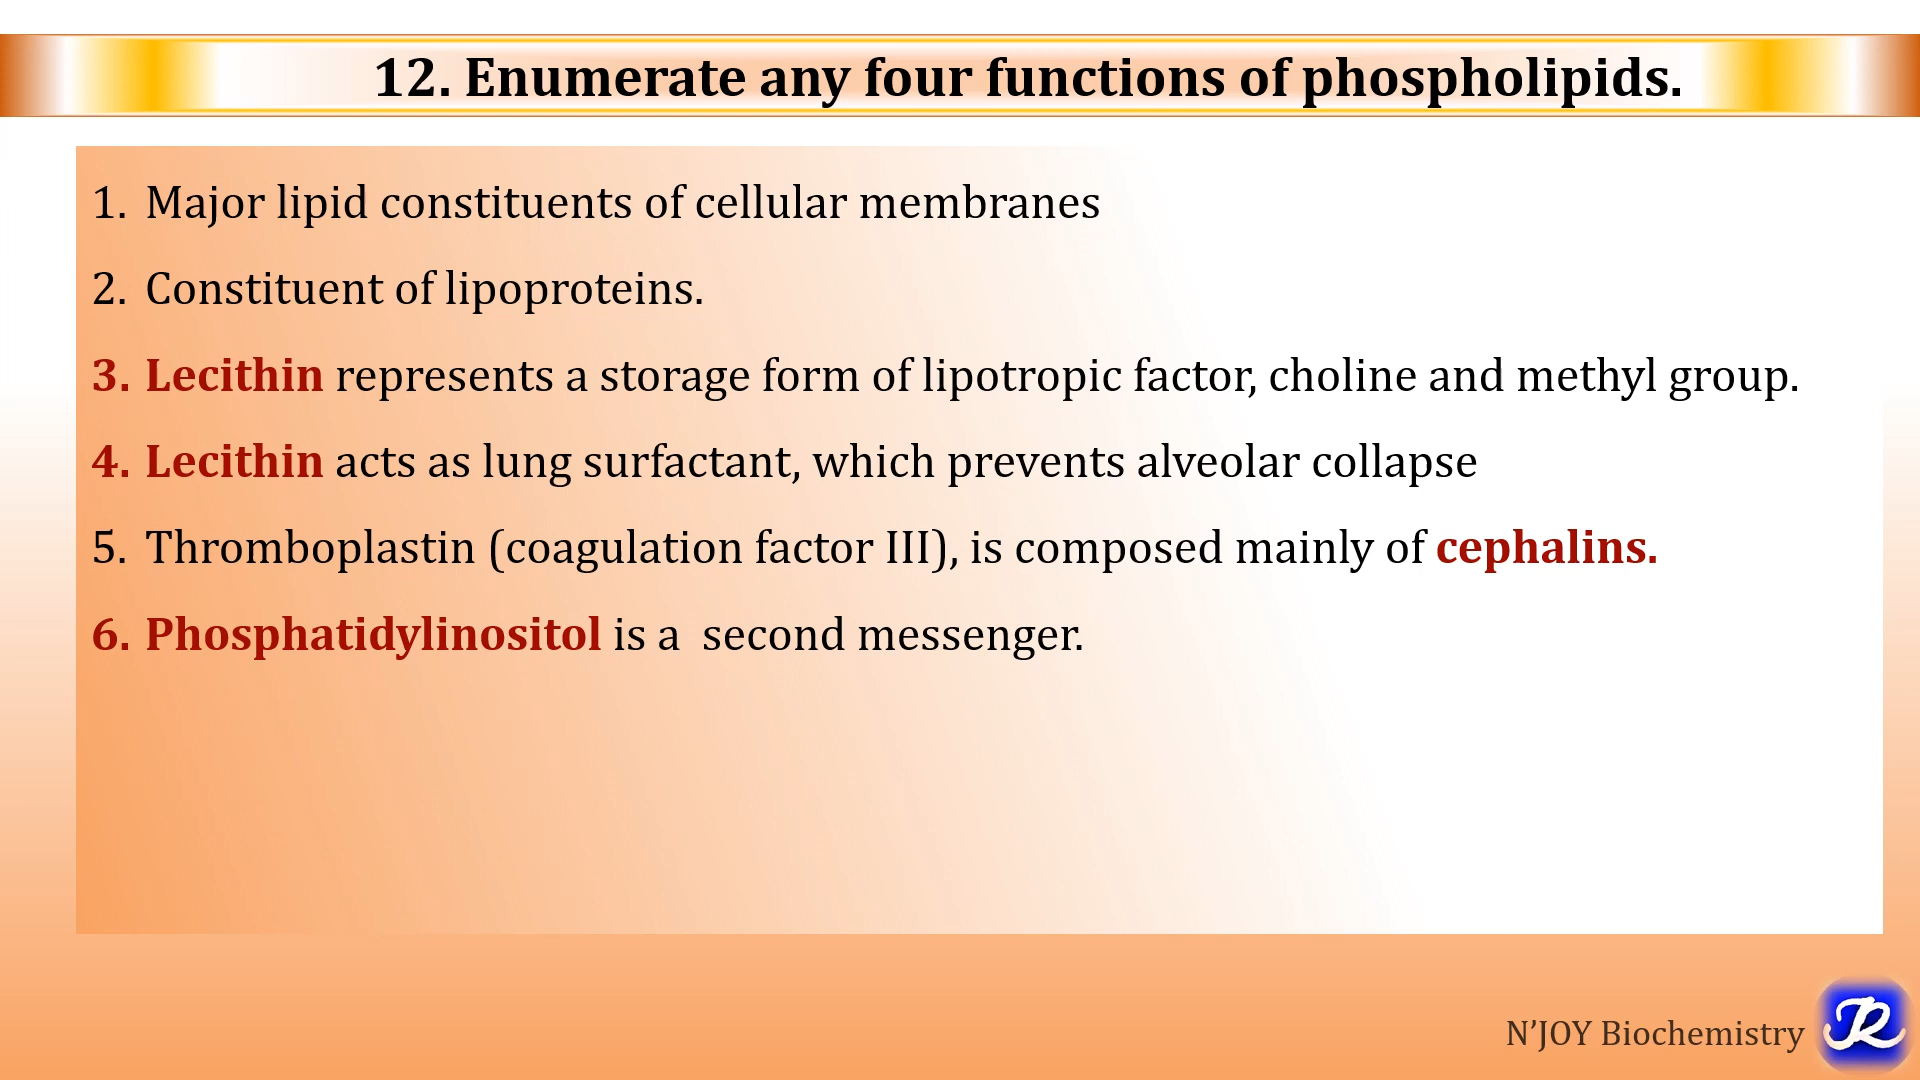 12. Enumerate any four functions of phospholipids.
1. Major lipid constituents of cellular membranes
2. Constituent of lipoproteins.
3. Lecithin represents a storage form of lipotropic factor, choline and methyl group.
4. Lecithin acts as lung surfactant, which prevents alveolar collapse
5. Thromboplastin (coagulation factor III), is composed mainly of cephalins.
6. Phosphatidylinositol is a  second messenger.
N’JOY Biochemistry